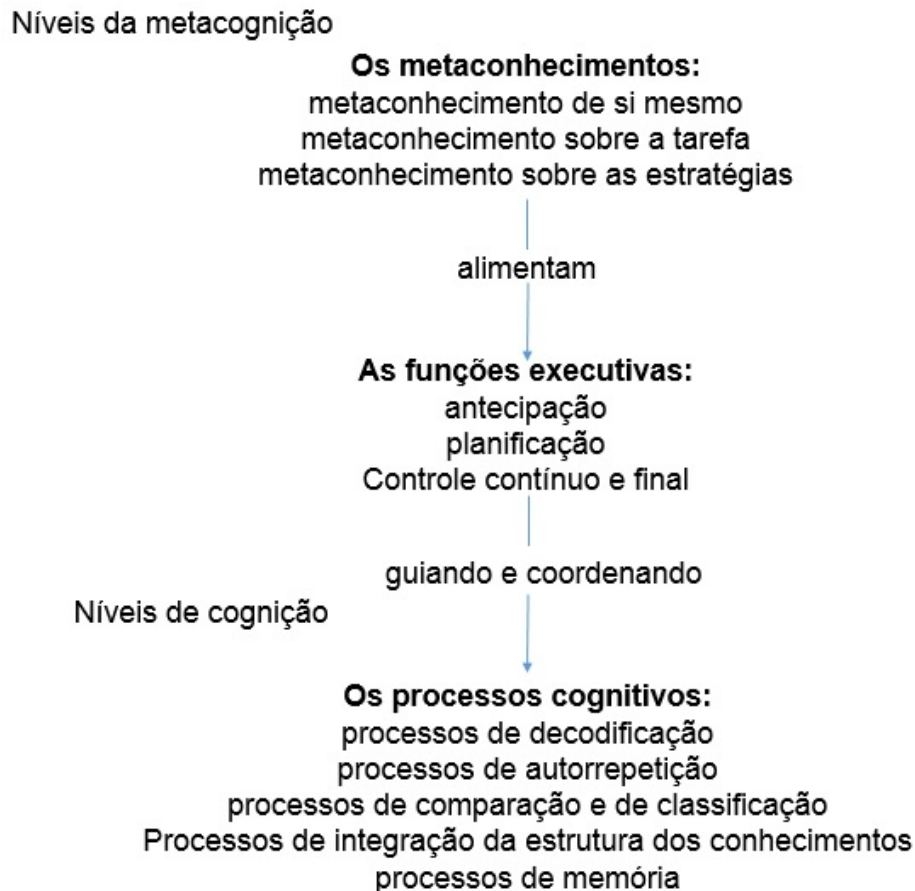 Níveis da metacognição
Os metaconhecimentos:
metaconhecimento de si mesmo
metaconhecimento sobre a tarefa
metaconhecimento sobre as estratégias
alimentam
As funções executivas:
antecipação
planificação
Controle contínuo e final
guiando e coordenando
Níveis de cognição
Os processos cognitivos:
processos de decodificação
processos de autorrepetição
processos de comparação e de classificação
Processos de integração da estrutura dos conhecimentos
processos de memória